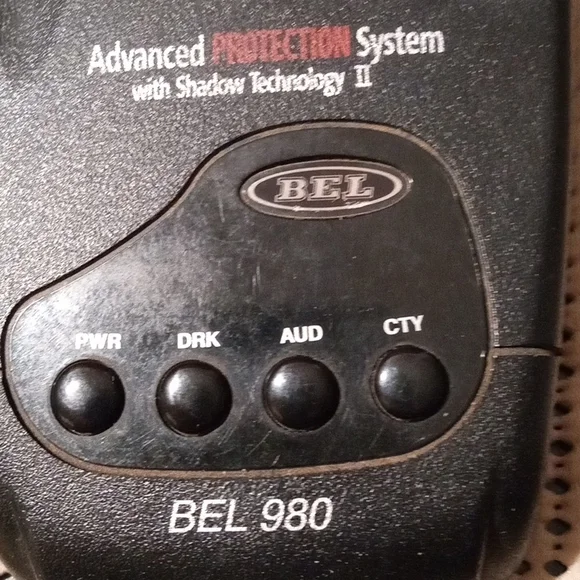 Advanced PROTECTION System
with Shadow Technology II
BEL
PWR DRK AUD CTY
BEL 980